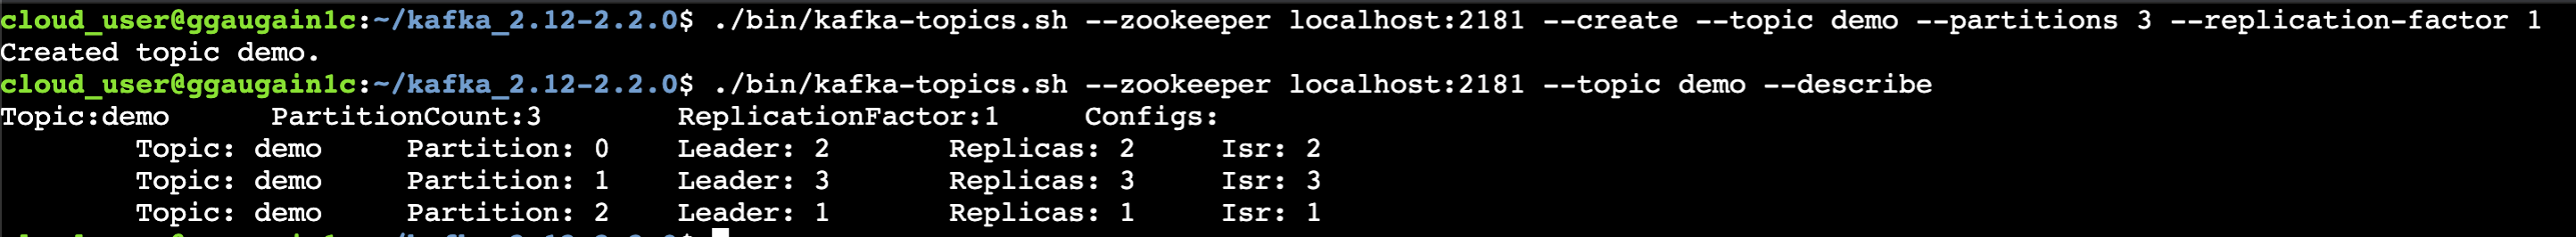 cloud_user@ggaugain1c:~/kafka_2.12-2.2.0$ ./bin/kafka-topics.sh --zookeeper localhost:2181 --create --topic demo --partitions 3 --replication-factor 1
Created topic demo.
cloud_user@ggaugain1c:~/kafka_2.12-2.2.0$ ./bin/kafka-topics.sh --zookeeper localhost:2181 --topic demo --describe
Topic:demo PartitionCount:3 ReplicationFactor:1 Configs:
Topic: demo Partition: 0 Leader: 2 Replicas: 2 Isr: 2
Topic: demo Partition: 1 Leader: 3 Replicas: 3 Isr: 3
Topic: demo Partition: 2 Leader: 1 Replicas: 1 Isr: 1